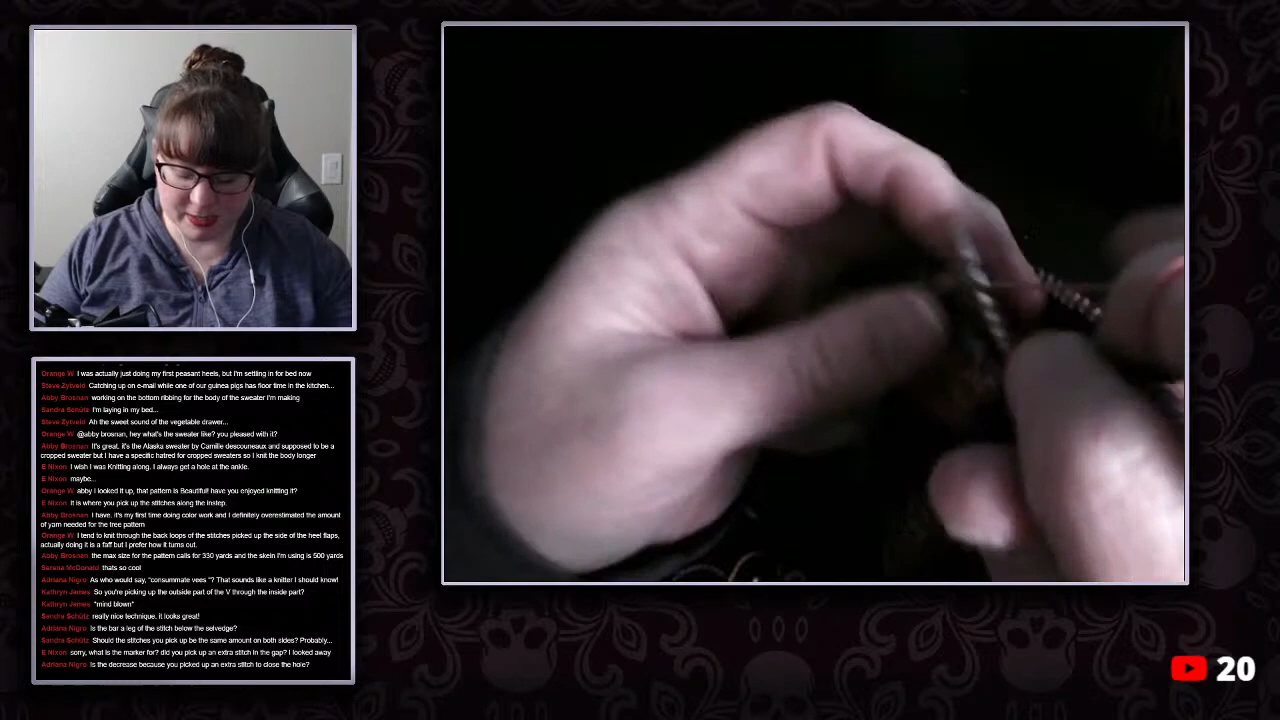 Orange W I was actually just doing my first peasant heels, but I'm settling in for bed now
Steve Zytveld Catching up on e-mail while one of our guinea pigs has floor time in the kitchen...
Abby Brosnan working on the bottom ribbing for the body of the sweater I'm making
Sandra Schütz I'm laying in my bed...
Steve Zytveld Ah the sweet sound of the vegetable drawer...
Orange W @abby brosnan, hey what's the sweater like? you pleased with it?
Abby Brosnan It's great. it's the Alaska sweater by Camille descouneaux and supposed to be a
cropped sweater but I have a specific hatred for cropped sweaters so I knit the body longer
E Nixon I wish I was Knitting along. I always get a hole at the ankle.
E Nixon maybe...
Orange W abby I looked it up, that pattern is Beautiful! have you enjoyed knitting it?
E Nixon It is where you pick up the stitches along the instep.
Abby Brosnan I have. it's my first time doing color work and I definitely overestimated the amount
of yarn needed for the tree pattern
Orange W I tend to knit through the back loops of the stitches picked up the side of the heel flaps,
actually doing it is a faff but I prefer how it turns out
Abby Brosnan the max size for the pattern calls for 330 yards and the skein I'm using is 500 yards
Serena McDonald thats so cool
Adriana Nigro As who would say, "consummate vees "? That sounds like a knitter I should know!
Kathryn James So you're picking up the outside part of the V through the inside part?
Kathryn James *mind blown*
Sandra Schütz really nice technique, it looks great!
Adriana Nigro Is the bar a leg of the stitch below the selvedge?
Sandra Schütz Should the stitches you pick up be the same amount on both sides? Probably...
E Nixon sorry, what is the marker for? did you pick up an extra stitch in the gap? I looked away
Adriana Nigro Is the decrease because you picked up an extra stitch to close the hole?
20